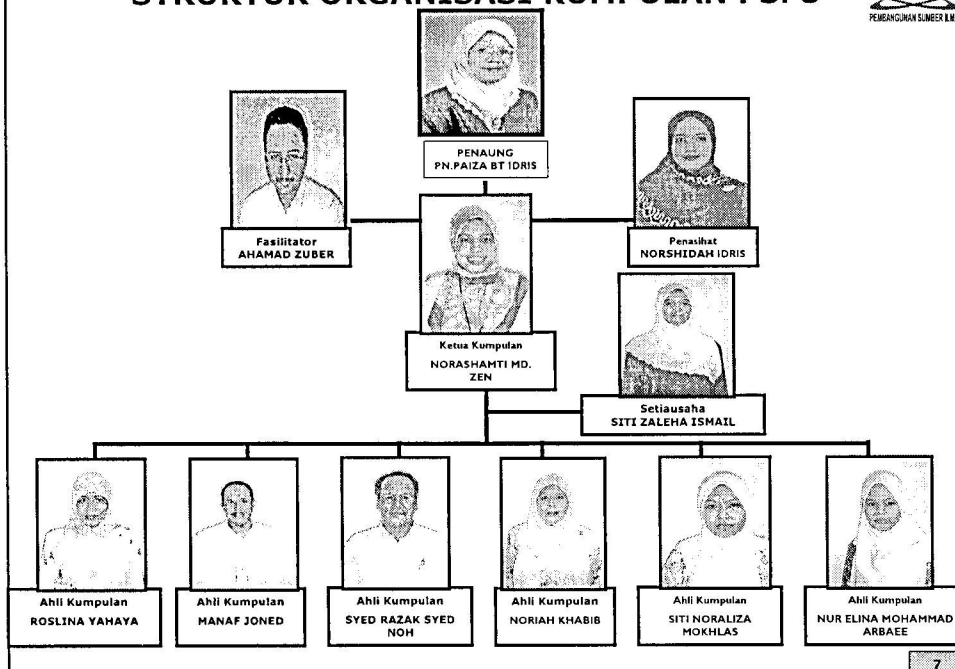 STRUKTUR ORGANISASI KUMPULAN PSPS
PEMBANGUNAN SUMBER ILM
PENAUNG
PN.PAIZA BT IDRIS
Fasilitator
AHAMAD ZUBER
Penasihat
NORSHIDAH IDRIS
Ketua Kumpulan
NORASHAMTI MD.
ZEN
Setiausaha
SITI ZALEHA ISMAIL
Ahli Kumpulan
ROSLINA YAHAYA
Ahli Kumpulan
MANAF JONED
Ahli Kumpulan
SYED RAZAK SYED
NOH
Ahli Kumpulan
NORIAH KHABIB
Ahli Kumpulan
SITI NORALIZA
MOKHLAS
Ahli Kumpulan
NUR ELINA MOHAMMAD
ARBAEE
7